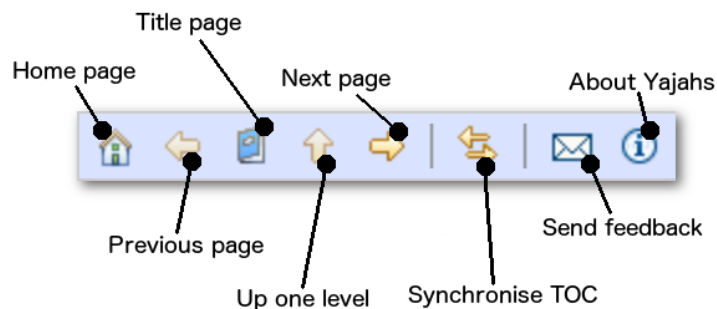 Title page
Home page
Next page
About Yajahs
Previous page
Send feedback
Up one level
Synchronise TOC